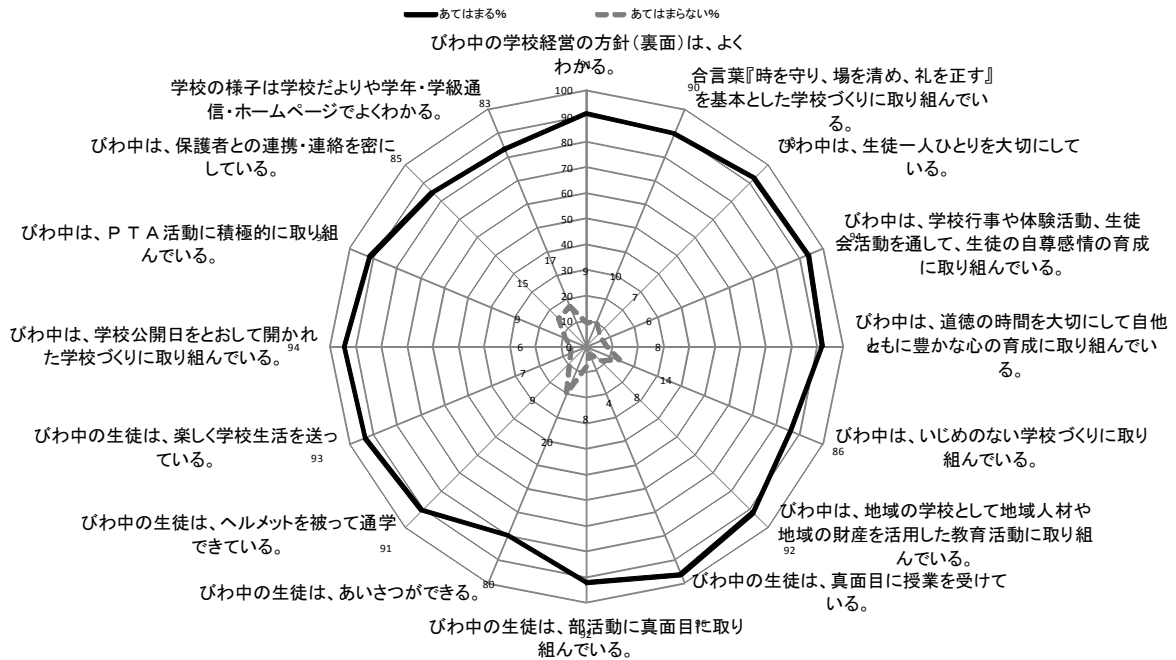 あてはまる%
あてはまらない%
びわ中の学校経営の方針(裏面)は、よく
わかる。
合言葉『時を守り、場を清め、礼を正す』
を基本とした学校づくりに取り組んでい
る。
90
びわ中は、生徒一人ひとりを大切にして
いる。
びわ中は、学校行事や体験活動、生徒
会活動を通して、生徒の自尊感情の育成
に取り組んでいる。
94
びわ中は、道徳の時間を大切にして自他
ともに豊かな心の育成に取り組んでい
る。
びわ中は、いじめのない学校づくりに取り
組んでいる。
86
びわ中は、地域の学校として地域人材や
地域の財産を活用した教育活動に取り組
んでいる。
92
びわ中の生徒は、真面目に授業を受けて
いる。
びわ中の生徒は、部活動に真面目に取り
組んでいる。
92
びわ中の生徒は、あいさつができる。
80
びわ中の生徒は、ヘルメットを被って通学
できている。
91
びわ中の生徒は、楽しく学校生活を送っ
ている。
93
びわ中は、学校公開日をとおして開かれ
た学校づくりに取り組んでいる。
94
びわ中は、PTA活動に積極的に取り組
んでいる。
びわ中は、保護者との連携・連絡を密に
している。
85
学校の様子は学校だよりや学年・学級通
信・ホームページでよくわかる。
83
100
90
80
70
60
50
40
30
20
10
0
9
10
7
6
8
14
8
4
8
20
9
7
6
9
15
17